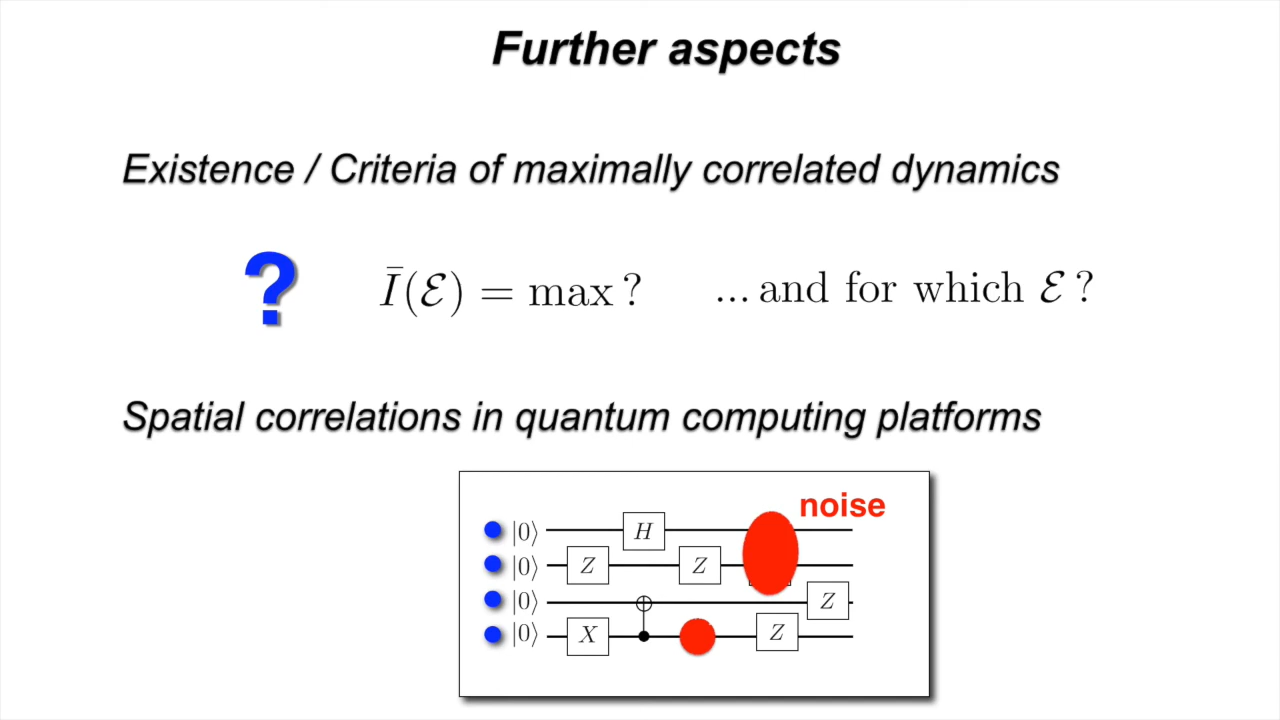 Further aspects
Existence / Criteria of maximally correlated dynamics
? Ī(ℰ) = max ? ... and for which ℰ ?
Spatial correlations in quantum computing platforms
noise
|0⟩ H
|0⟩ Z Z
|0⟩ Z
|0⟩ X Z